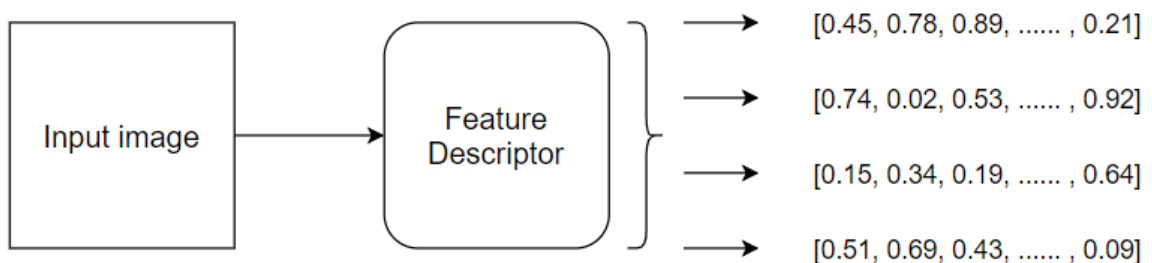 Input image
Feature
Descriptor
[0.45, 0.78, 0.89, ...... , 0.21]
[0.74, 0.02, 0.53, ...... , 0.92]
[0.15, 0.34, 0.19, ...... , 0.64]
[0.51, 0.69, 0.43, ...... , 0.09]